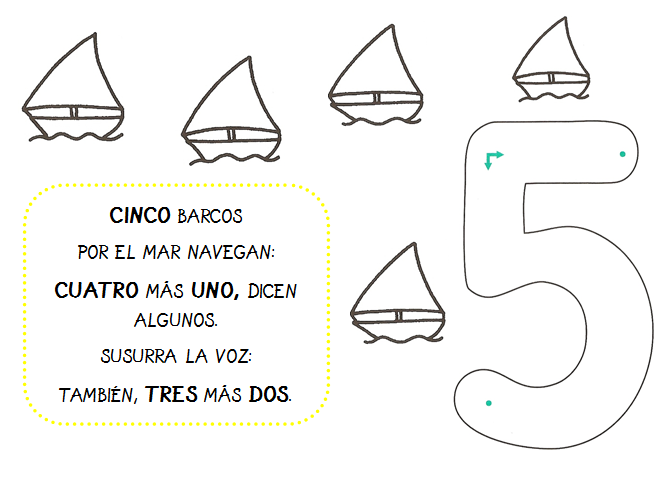 CINCO BARCOS
POR EL MAR NAVEGAN:
CUATRO MÁS UNO, DICEN
ALGUNOS.
SUSURRA LA VOZ:
TAMBIÉN, TRES MÁS DOS.
5